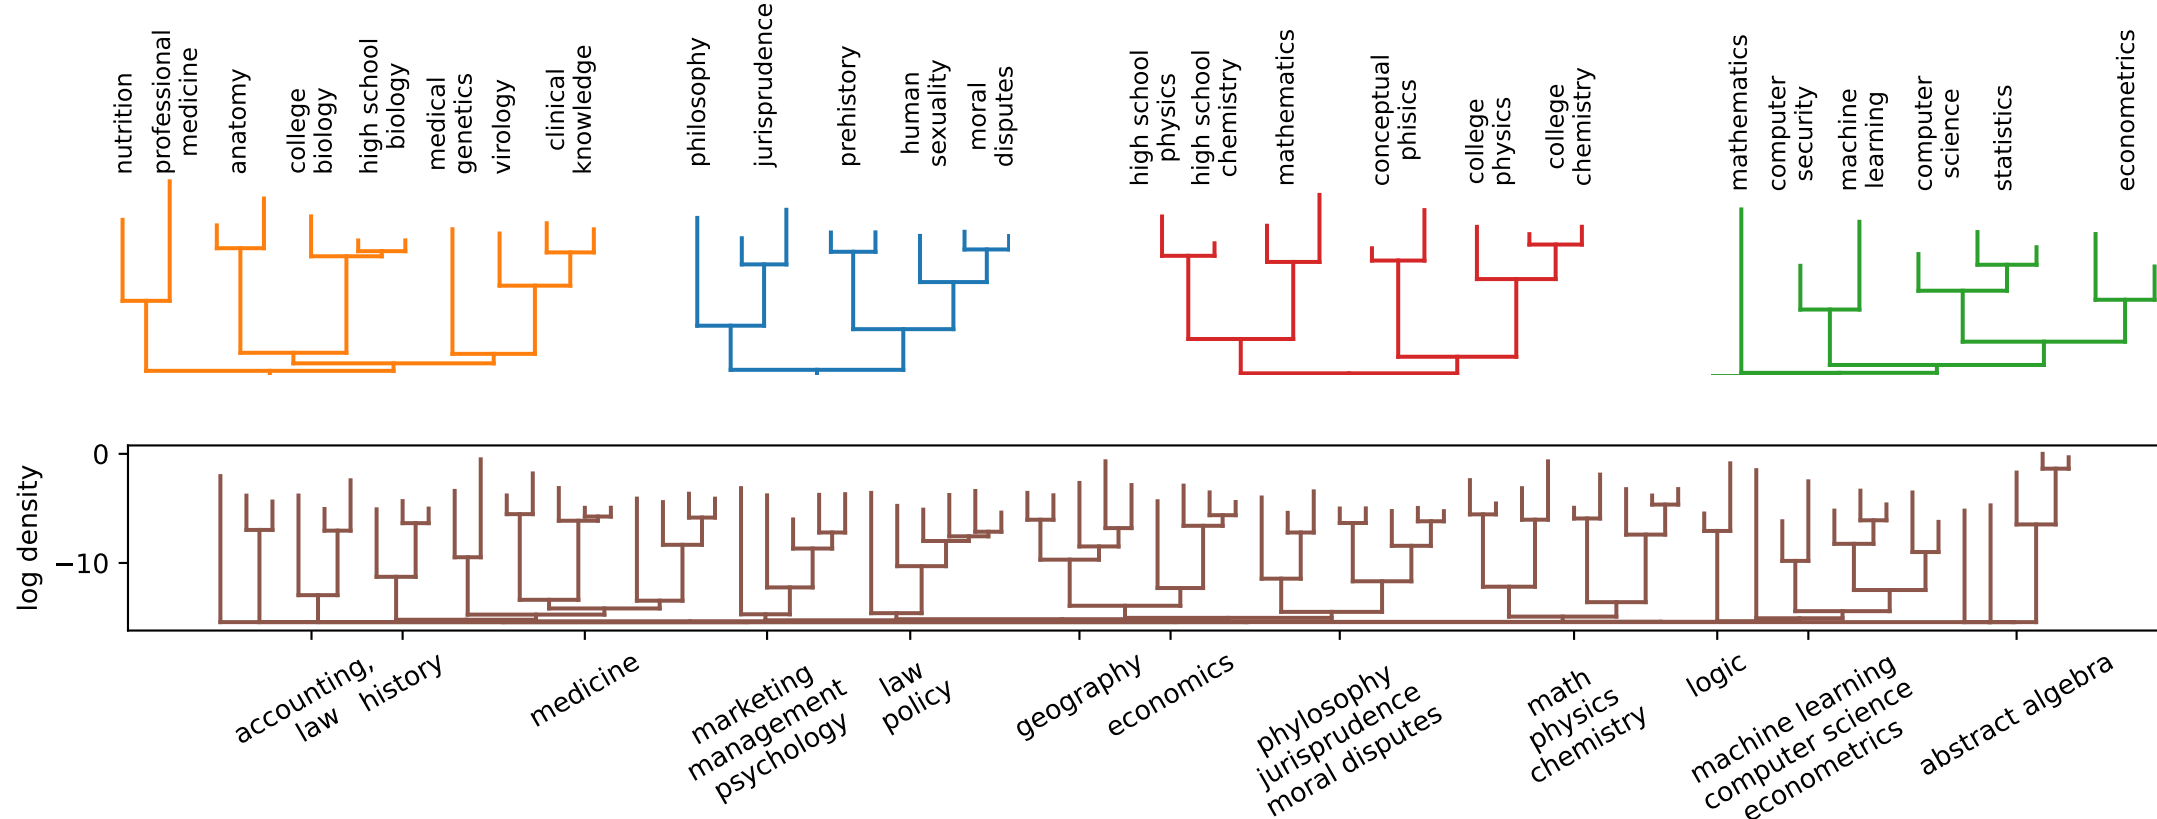 nutrition
professional
medicine
anatomy
college
biology
high school
biology
medical
genetics
virology
clinical
knowledge
philosophy
jurisprudence
prehistory
human
sexuality
moral
disputes
high school
physics
high school
chemistry
mathematics
conceptual
phisics
college
physics
college
chemistry
mathematics
computer
security
machine
learning
computer
science
statistics
econometrics
log density
0
−10
accounting,
law
history
medicine
marketing
management
psychology
law
policy
geography
economics
phylosophy
jurisprudence
moral disputes
math
physics
chemistry
logic
machine learning
computer science
econometrics
abstract algebra